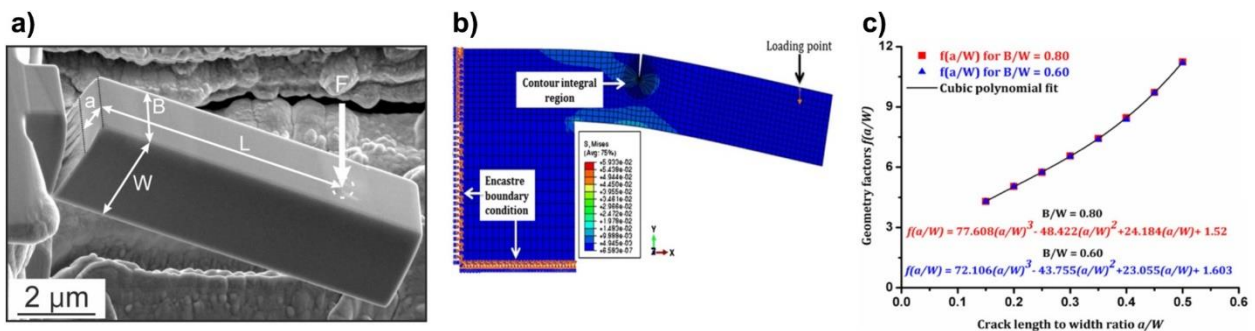 a)
F
a
B
L
W
2 µm
b)
Loading point
Contour integral
region
S, Mises
(Avg: 75%)
Encastre
boundary
condition
Y
X
c)
f(a/W) for B/W = 0.80
f(a/W) for B/W = 0.60
Cubic polynomial fit
Geometry factors f(a/W)
12
9
6
3
0
B/W = 0.80
f(a/W) = 77.608(a/W)³ - 48.422(a/W)²+24.184(a/W)+ 1.52
B/W = 0.60
f(a/W) = 72.106(a/W)³ - 43.755(a/W)²+23.055(a/W)+ 1.603
0.0 0.1 0.2 0.3 0.4 0.5 0.6
Crack length to width ratio a/W